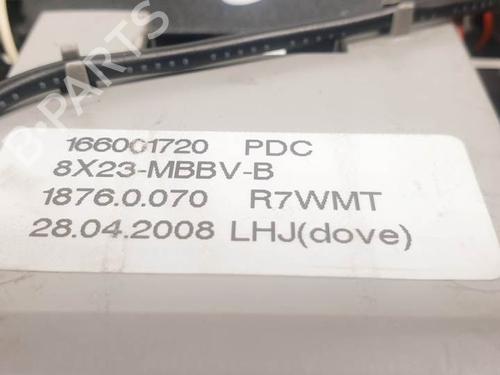 B-PARTS
166001720 PDC
8X23-MBBV-B
1876.0.070 R7WMT
28.04.2008 LHJ(dove)